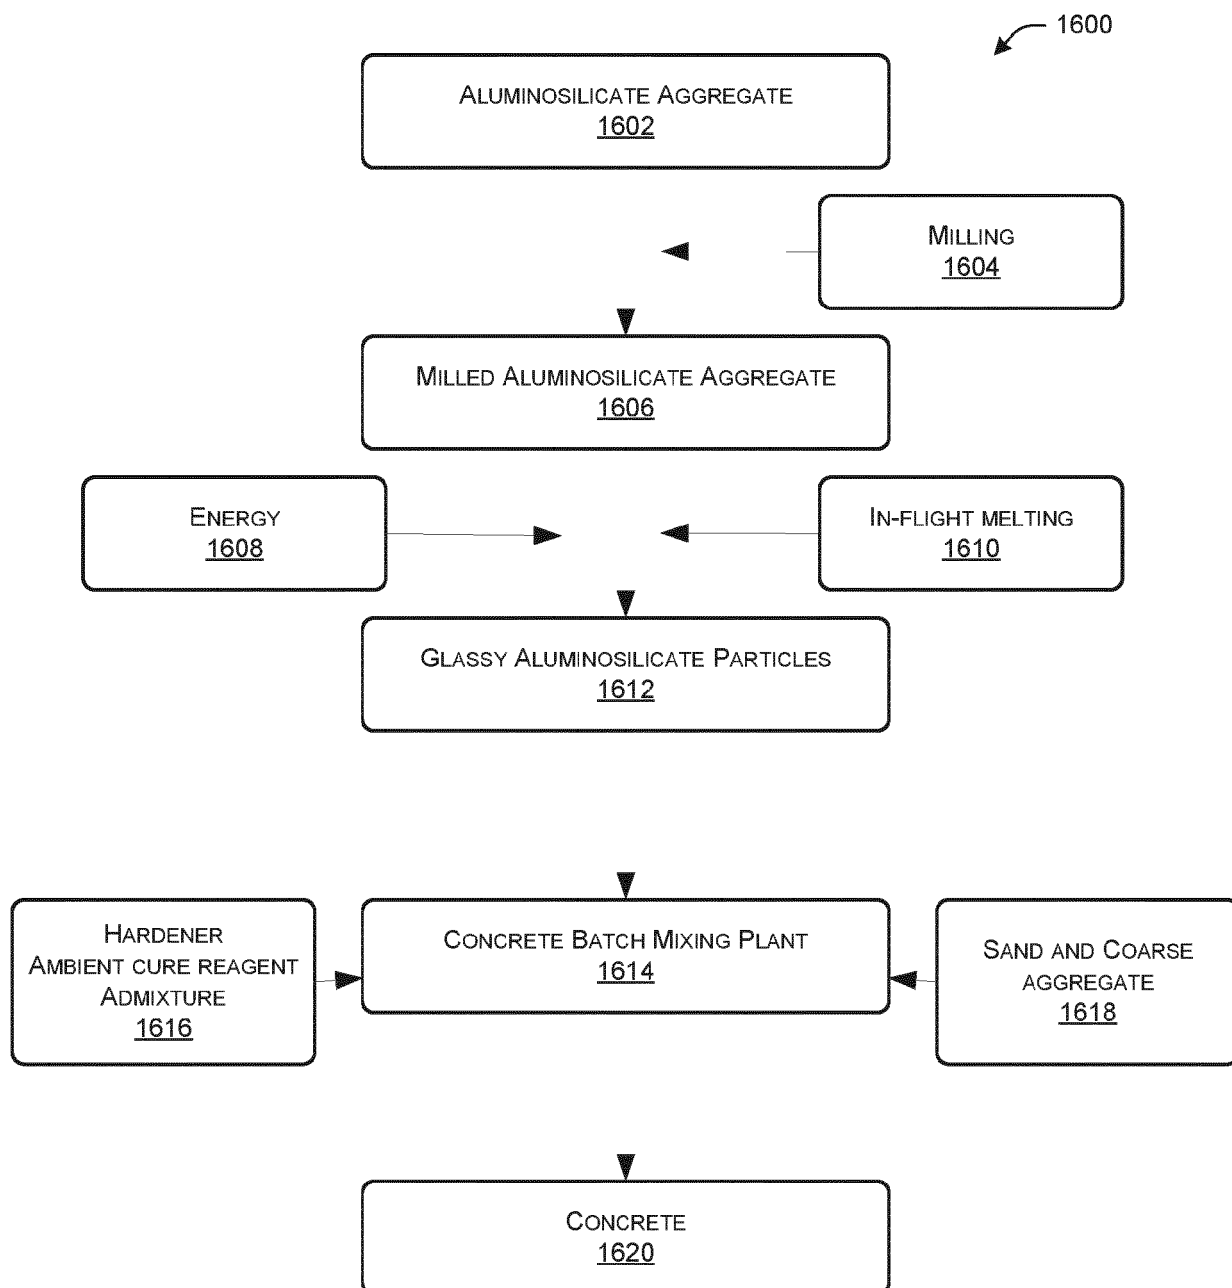 1600
ALUMINOSILICATE AGGREGATE
1602
MILLING
1604
MILLED ALUMINOSILICATE AGGREGATE
1606
ENERGY
1608
IN-FLIGHT MELTING
1610
GLASSY ALUMINOSILICATE PARTICLES
1612
HARDENER
AMBIENT CURE REAGENT
ADMIXTURE
1616
CONCRETE BATCH MIXING PLANT
1614
SAND AND COARSE
AGGREGATE
1618
CONCRETE
1620